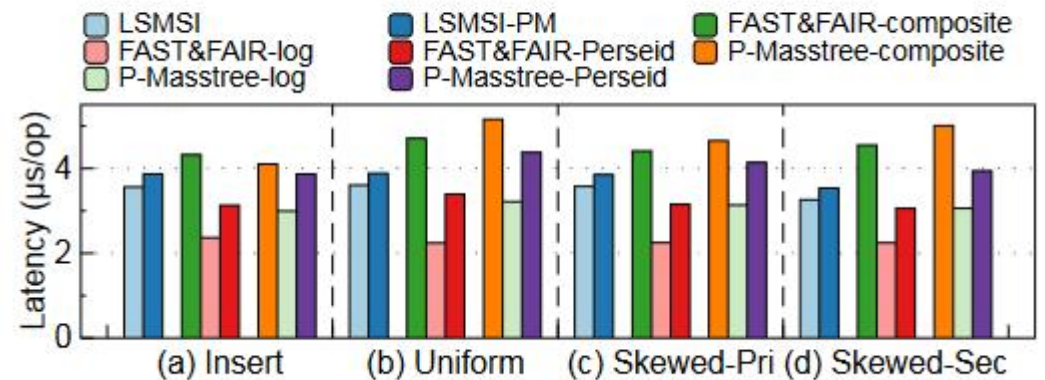 LSMSI LSMSI-PM FAST&FAIR-composite
FAST&FAIR-log FAST&FAIR-Perseid P-Masstree-composite
P-Masstree-log P-Masstree-Perseid
Latency (μs/op)
4
2
0
(a) Insert (b) Uniform (c) Skewed-Pri (d) Skewed-Sec